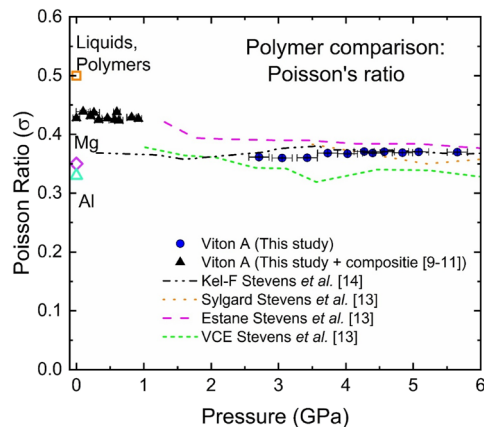 Polymer comparison:
Poisson's ratio
Liquids,
Polymers
Mg
Al
Poisson Ratio (σ)
0.6
0.5
0.4
0.3
0.2
0.1
0.0
Viton A (This study)
Viton A (This study + compositie [9-11])
Kel-F Stevens et al. [14]
Sylgard Stevens et al. [13]
Estane Stevens et al. [13]
VCE Stevens et al. [13]
0 1 2 3 4 5 6
Pressure (GPa)